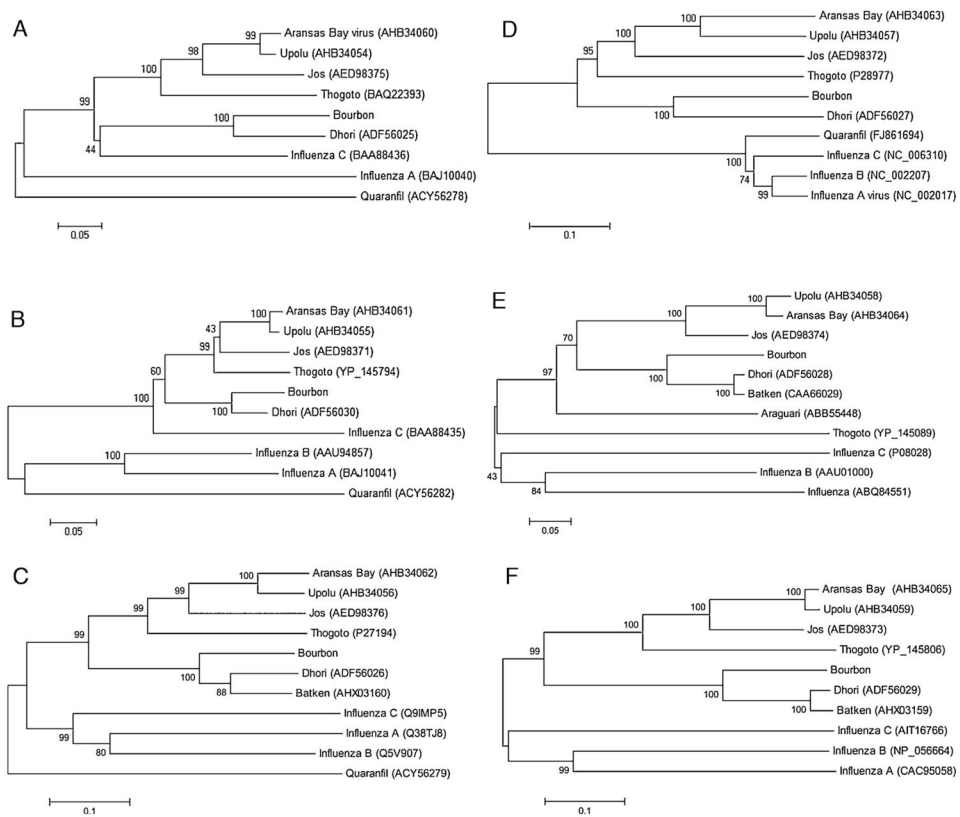 A
99
Aransas Bay virus (AHB34060)
98
Upolu (AHB34054)
100
Jos (AED98375)
99
Thogoto (BAQ22393)
100
Bourbon
Dhori (ADF56025)
44
Influenza C (BAA88436)
Influenza A (BAJ10040)
Quaranfil (ACY56278)
0.05
B
100
Aransas Bay (AHB34061)
43
Upolu (AHB34055)
99
Jos (AED98371)
60
Thogoto (YP_145794)
100
Bourbon
100
Dhori (ADF56030)
Influenza C (BAA88435)
100
Influenza B (AAU94857)
Influenza A (BAJ10041)
Quaranfil (ACY56282)
0.05
C
100
Aransas Bay (AHB34062)
99
Upolu (AHB34056)
99
Jos (AED98376)
99
Thogoto (P27194)
Bourbon
100
Dhori (ADF56026)
88
Batken (AHX03160)
Influenza C (Q9IMP5)
99
Influenza A (Q38TJ8)
80
Influenza B (Q5V907)
Quaranfil (ACY56279)
0.1
D
100
Aransas Bay (AHB34063)
100
Upolu (AHB34057)
95
Jos (AED98372)
Thogoto (P28977)
Bourbon
100
Dhori (ADF56027)
Quaranfil (FJ861694)
100
Influenza C (NC_006310)
74
Influenza B (NC_002207)
99
Influenza A virus (NC_002017)
0.1
E
Upolu (AHB34058)
100
Aransas Bay (AHB34064)
100
Jos (AED98374)
70
Bourbon
97
100
Dhori (ADF56028)
100
Batken (CAA66029)
Araguari (ABB55448)
Thogoto (YP_145089)
Influenza C (P08028)
43
Influenza B (AAU01000)
84
Influenza (ABQ84551)
0.05
F
Aransas Bay (AHB34065)
100
100
Upolu (AHB34059)
100
Jos (AED98373)
99
Thogoto (YP_145806)
Bourbon
100
Dhori (ADF56029)
100
Batken (AHX03159)
Influenza C (AIT16766)
Influenza B (NP_056664)
99
Influenza A (CAC95058)
0.1